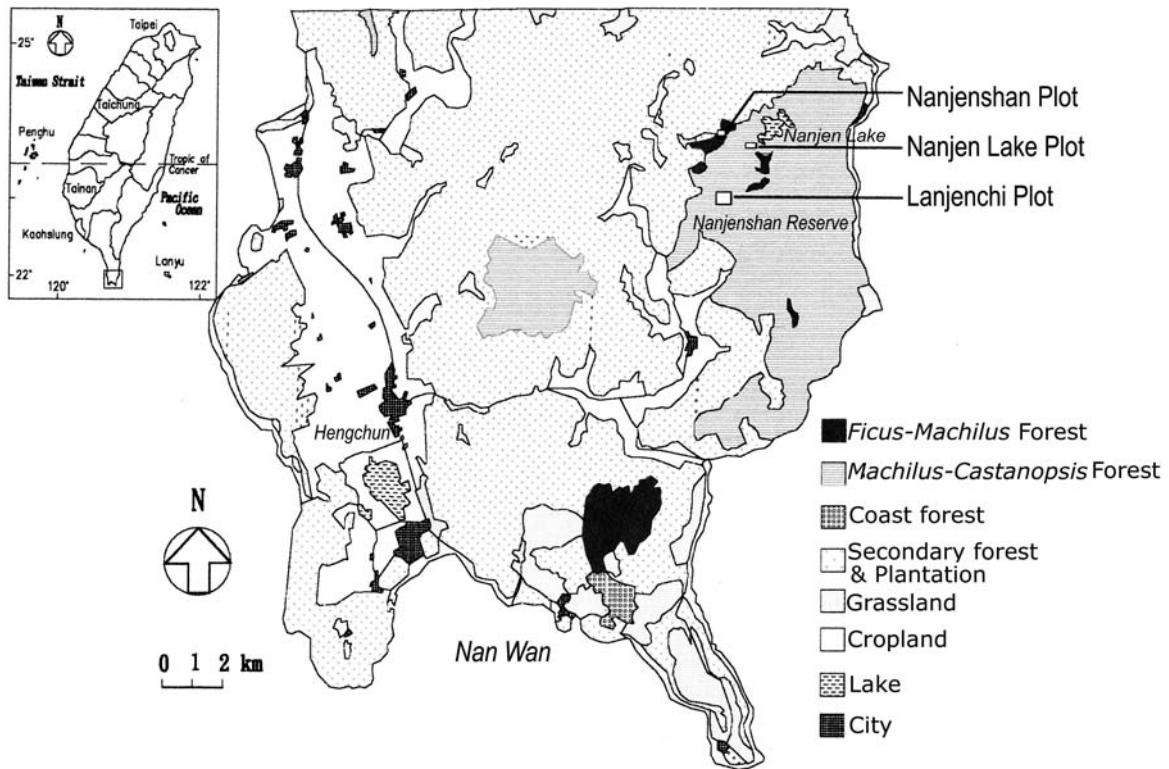 N
Taipei
25°
Taiwan Strait
Taichung
Penghu
Tropic of
Cancer
Tainan
Pacific
Ocean
Kaohslung
Lanyu
22°
120°
122°
Nanjenshan Plot
Nanjen Lake
Nanjen Lake Plot
Lanjenchi Plot
Nanjenshan Reserve
Hengchun
N
0 1 2 km
Nan Wan
Ficus-Machilus Forest
Machilus-Castanopsis Forest
Coast forest
Secondary forest
& Plantation
Grassland
Cropland
Lake
City